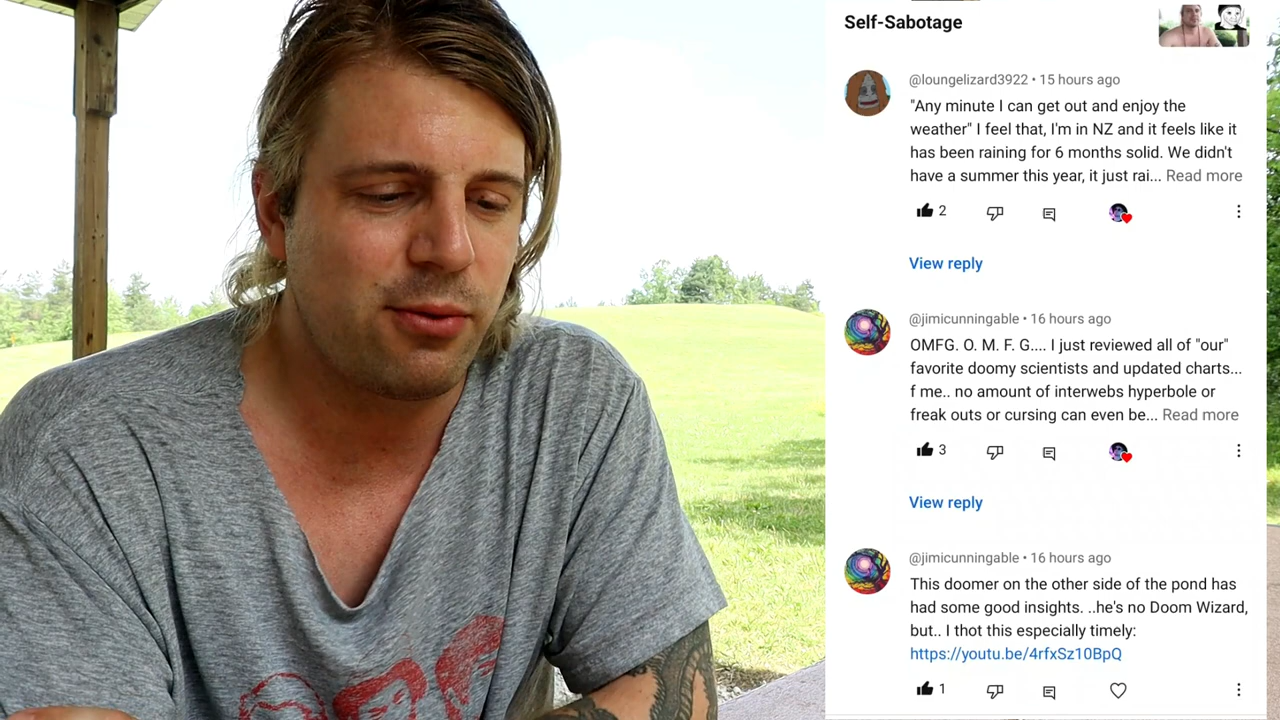 Self-Sabotage
@loungelizard3922 • 15 hours ago
"Any minute I can get out and enjoy the
weather" I feel that, I'm in NZ and it feels like it
has been raining for 6 months solid. We didn't
have a summer this year, it just rai... Read more
2
View reply
@jimicunningable • 16 hours ago
OMFG. O. M. F. G.... I just reviewed all of "our"
favorite doomy scientists and updated charts...
f me.. no amount of interwebs hyperbole or
freak outs or cursing can even be... Read more
3
View reply
@jimicunningable • 16 hours ago
This doomer on the other side of the pond has
had some good insights. ..he's no Doom Wizard,
but.. I thot this especially timely:
https://youtu.be/4rfxSz10BpQ
1